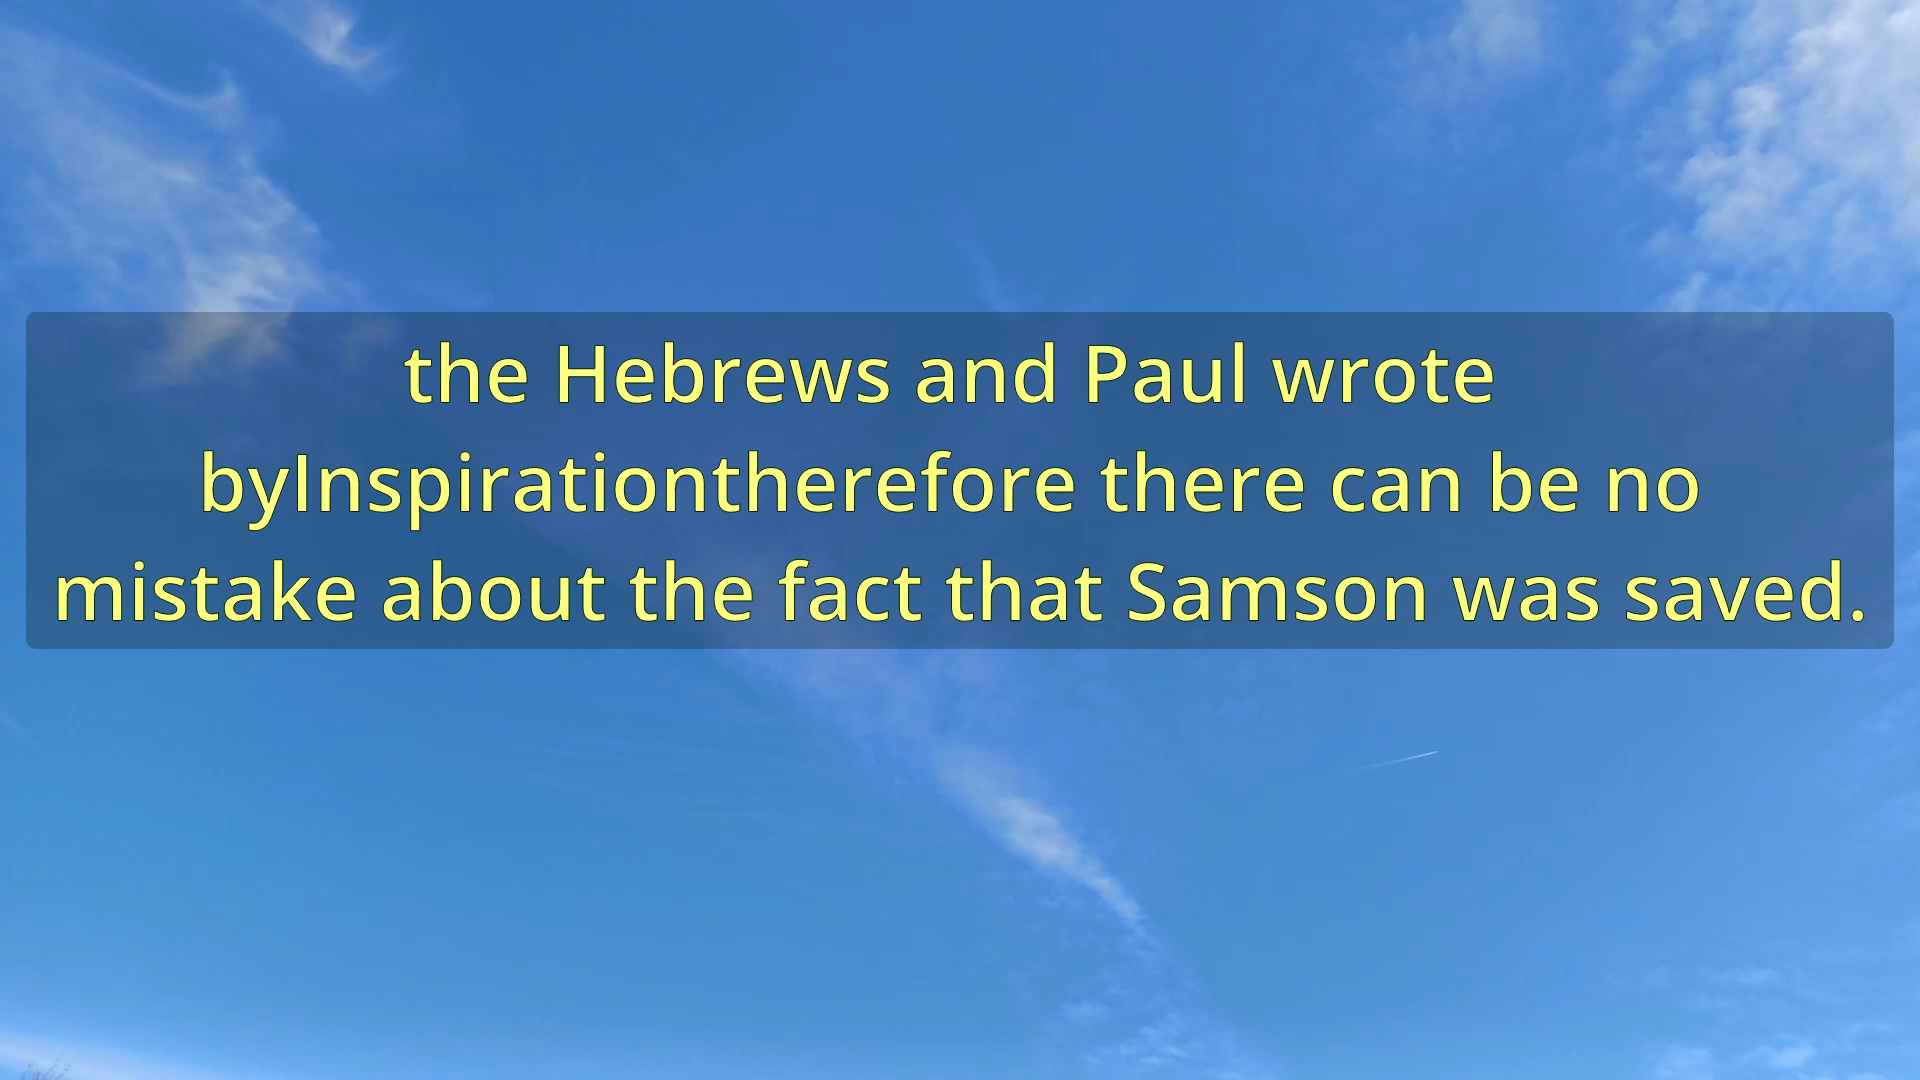 the Hebrews and Paul wrote
byInspirationtherefore there can be no
mistake about the fact that Samson was saved.